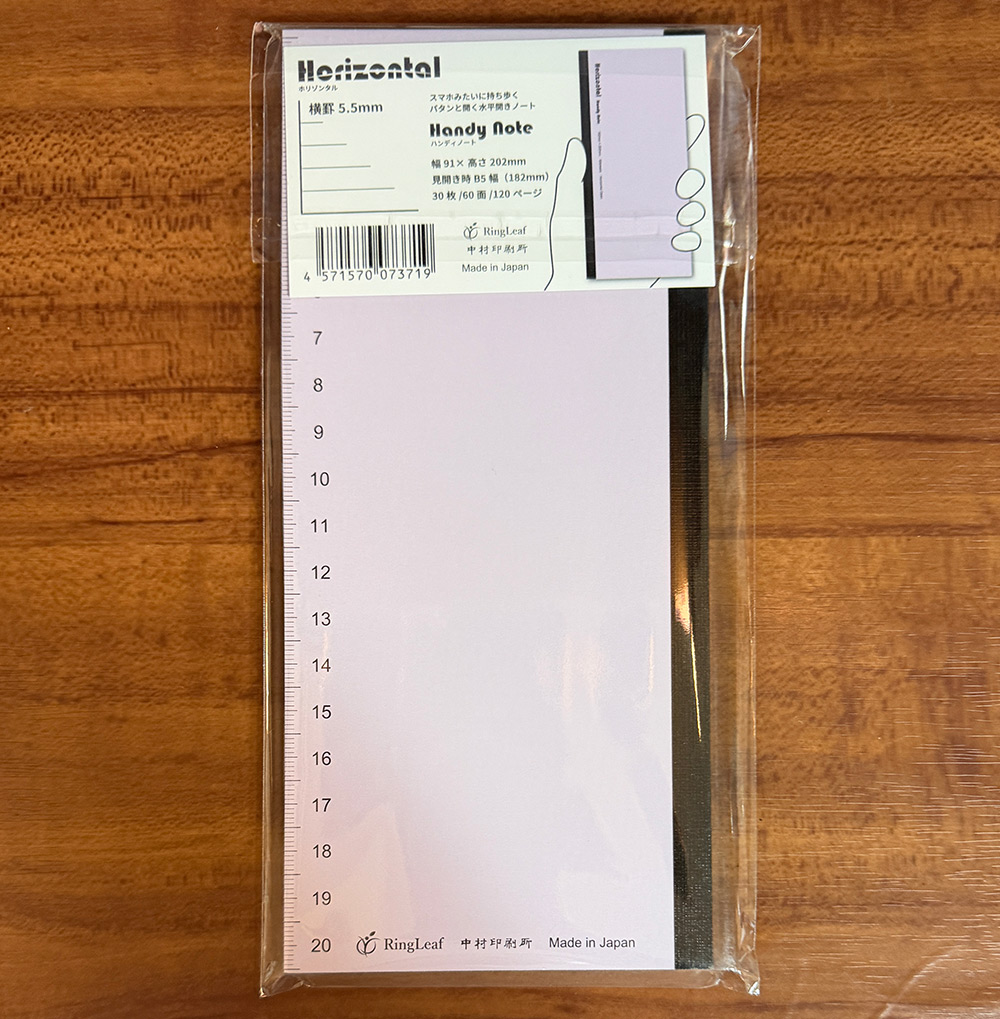 Horizontal
ホリゾンタル
横罫 5.5mm
スマホみたいに持ち歩く
パタンと開く水平開きノート
Handy Note
ハンディノート
幅 91× 高さ 202mm
見開き時 B5 幅（182mm）
30 枚 /60 面 /120 ページ
RingLeaf
中村印刷所
Made in Japan
4 571570 073719
Horizontal Handy Note
7
8
9
10
11
12
13
14
15
16
17
18
19
20
RingLeaf 中村印刷所 Made in Japan